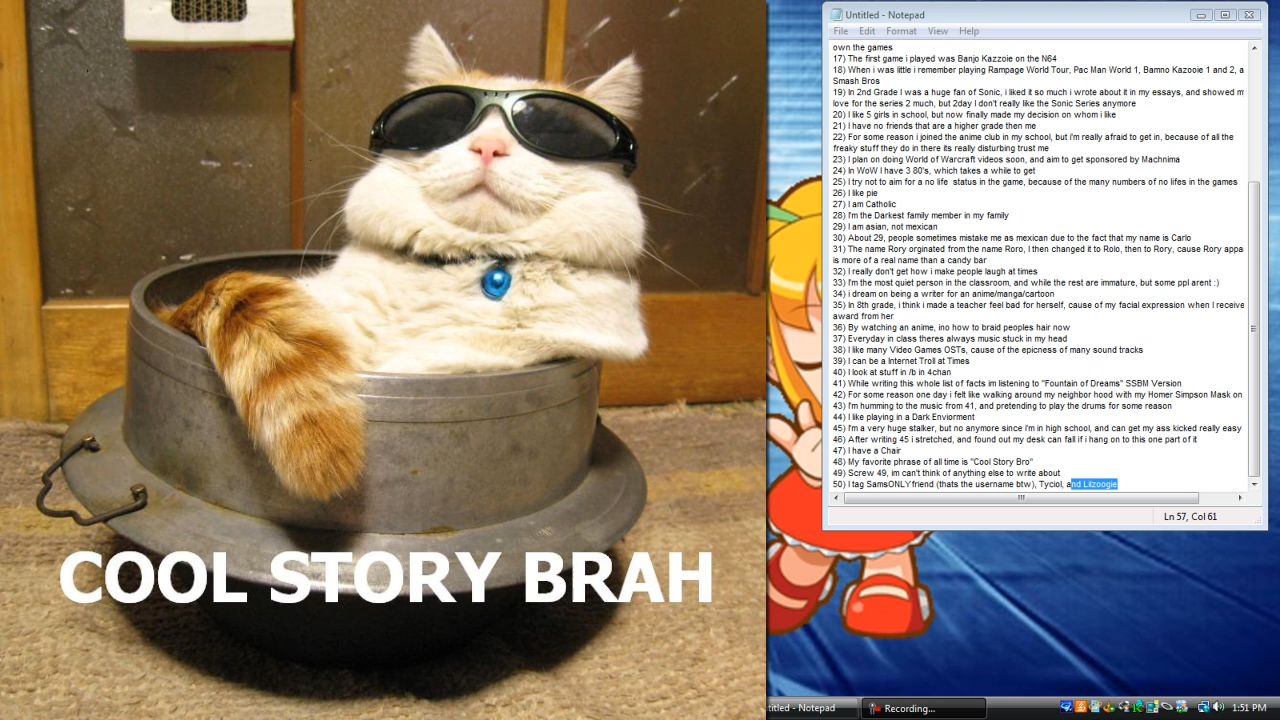 Untitled - Notepad
File Edit Format View Help
own the games
17) The first game i played was Banjo Kazzoie on the N64
18) When i was little i remember playing Rampage World Tour, Pac Man World 1, Bamno Kazooie 1 and 2, a
Smash Bros
19) In 2nd Grade I was a huge fan of Sonic, i liked it so much i wrote about it in my essays, and showed m
love for the series 2 much, but 2day I don't really like the Sonic Series anymore
20) I like 5 girls in school, but now finally made my decision on whom i like
21) I have no friends that are a higher grade then me
22) For some reason i joined the anime club in my school, but i'm really afraid to get in, because of all the
freaky stuff they do in there its really disturbing trust me
23) I plan on doing World of Warcraft videos soon, and aim to get sponsored by Machnima
24) In WoW I have 3 80's, which takes a while to get
25) I try not to aim for a no life  status in the game, because of the many numbers of no lifes in the games
26) I like pie
27) I am Catholic
28) I'm the Darkest family member in my family
29) I am asian, not mexican
30) About 29, people sometimes mistake me as mexican due to the fact that my name is Carlo
31) The name Rory orginated from the name Roro, I then changed it to Rolo, then to Rory, cause Rory appa
is more of a real name than a candy bar
32) I really don't get how i make people laugh at times
33) I'm the most quiet person in the classroom, and while the rest are immature, but some ppl arent :)
34) i dream on being a writer for an anime/manga/cartoon
35) In 8th grade, i think i made a teacher feel bad for herself, cause of my facial expression when I receive
award from her
36) By watching an anime, ino how to braid peoples hair now
37) Everyday in class theres always music stuck in my head
38) I like many Video Games OSTs, cause of the epicness of many sound tracks
39) I can be a Internet Troll at Times
40) I look at stuff in /b in 4chan
41) While writing this whole list of facts im listening to "Fountain of Dreams" SSBM Version
42) For some reason one day i felt like walking around my neighbor hood with my Homer Simpson Mask on
43) I'm humming to the music from 41, and pretending to play the drums for some reason
44) I like playing in a Dark Enviorment
45) I'm a very huge stalker, but no anymore since i'm in high school, and can get my ass kicked really easy
46) After writing 45 i stretched, and found out my desk can fall if i hang on to this one part of it
47) I have a Chair
48) My favorite phrase of all time is "Cool Story Bro"
49) Screw 49, im can't think of anything else to write about
50) I tag SamsONLYfriend (thats the username btw), Tyciol, and Lilzoogie
Ln 57, Col 61
COOL STORY BRAH
titled - Notepad
Recording...
1:51 PM